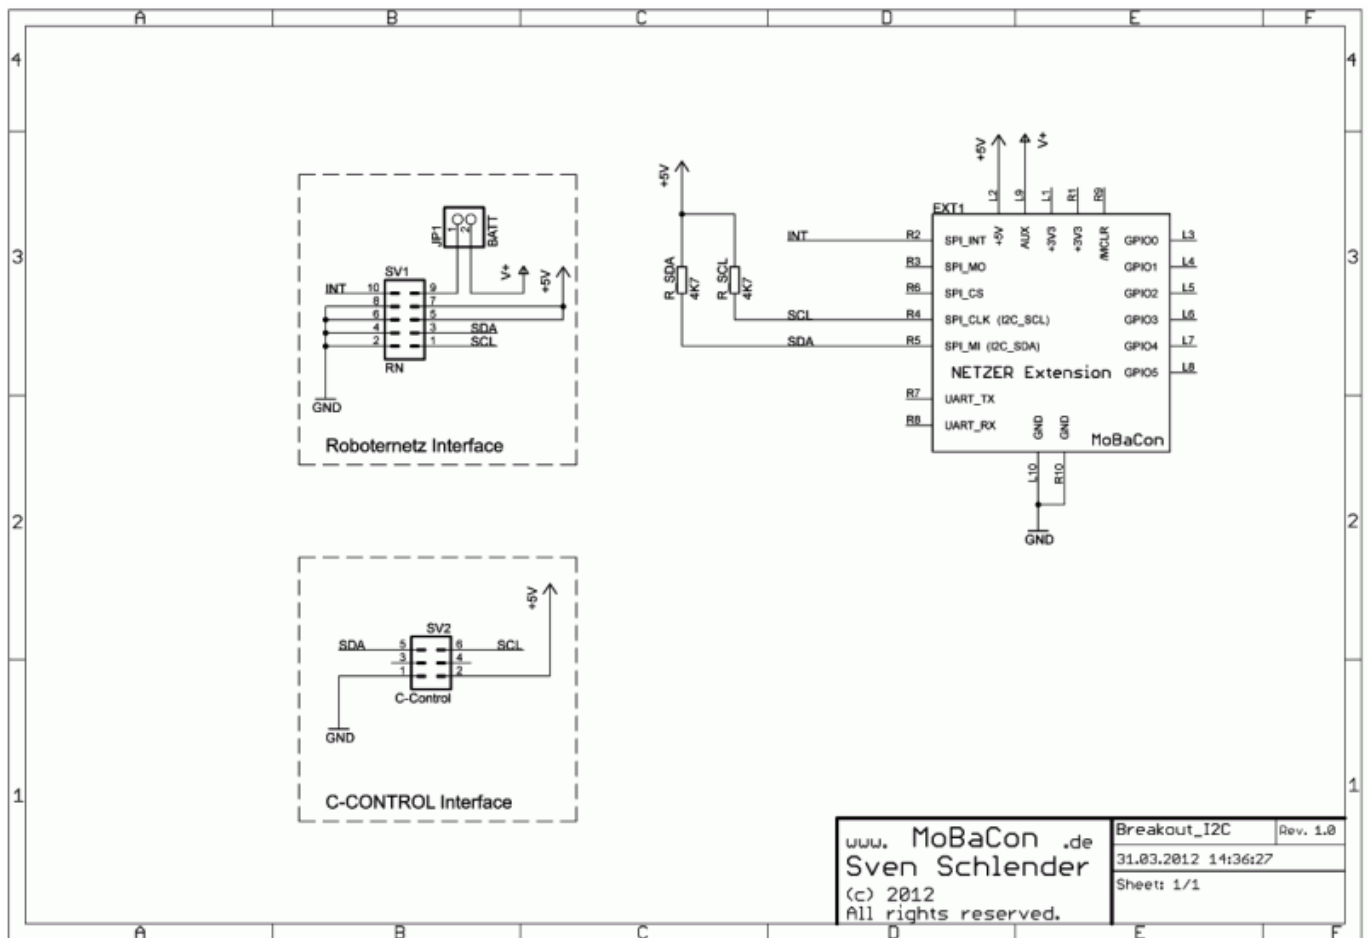 A B C D E F
4 4
3 3
2 2
1 1
JP1
1
2
BATT
SV1
V+
+5V
INT
10 9
8 7
6 5
4 3 SDA
2 1 SCL
RN
GND
Roboternetz Interface
+5V
R_SDA
4K7
R_SCL
4K7
INT
SCL
SDA
+5V
V+
L2 L9 L1 R1 R9
EXT1
+5V AUX +3V3 +3V3 /MCLR
R2 SPI_INT GPIO0 L3
R3 SPI_MO GPIO1 L4
R6 SPI_CS GPIO2 L5
R4 SPI_CLK (I2C_SCL) GPIO3 L6
R5 SPI_MI (I2C_SDA) GPIO4 L7
NETZER Extension GPIO5 L8
R7 UART_TX
R8 UART_RX
GND GND
MoBaCon
L10 R10
GND
+5V
SV2
SDA 5 6 SCL
3 4
1 2
C-Control
GND
C-CONTROL Interface
www. MoBaCon .de
Sven Schlender
(c) 2012
All rights reserved.
Breakout_I2C Rev. 1.0
31.03.2012 14:36:27
Sheet: 1/1
A B C D E F